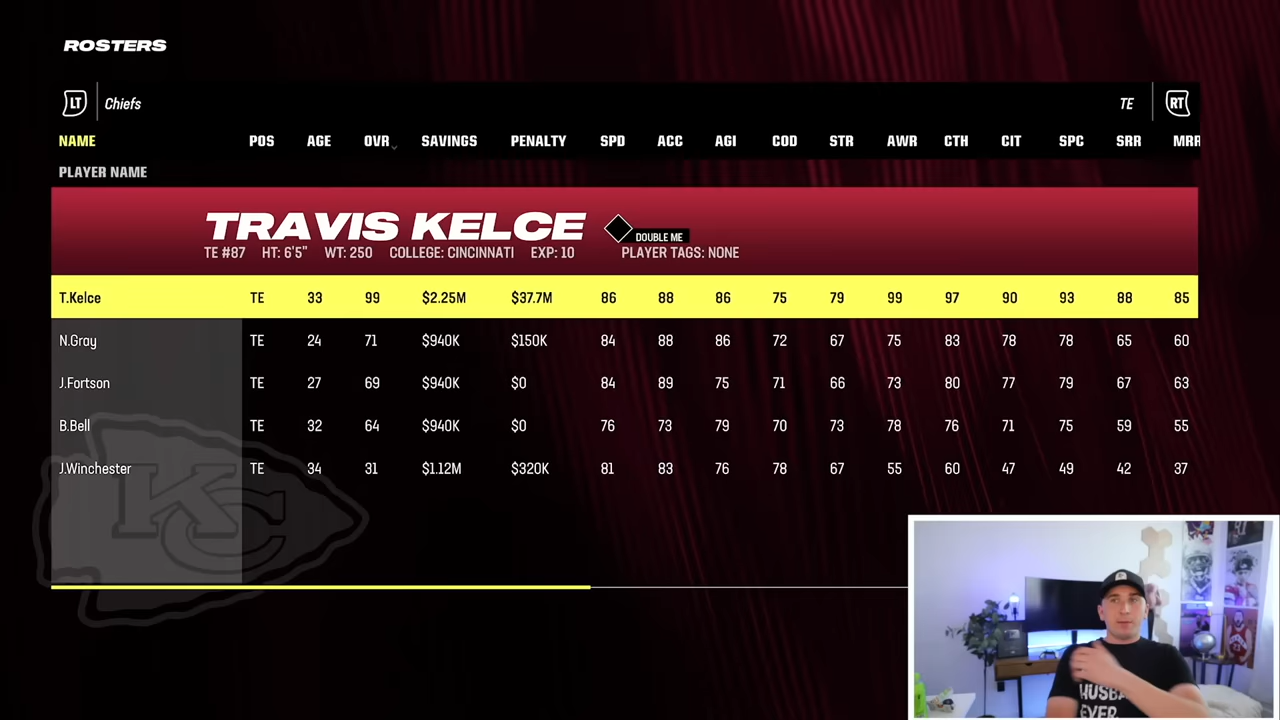 ROSTERS
LT Chiefs TE RT
NAME POS AGE OVR SAVINGS PENALTY SPD ACC AGI COD STR AWR CTH CIT SPC SRR MRR
PLAYER NAME
TRAVIS KELCE DOUBLE ME
TE #87 HT: 6'5" WT: 250 COLLEGE: CINCINNATI EXP: 10 PLAYER TAGS: NONE
T.Kelce TE 33 99 $2.25M $37.7M 86 88 86 75 79 99 97 90 93 88 85
N.Gray TE 24 71 $940K $150K 84 88 86 72 67 75 83 78 78 65 60
J.Fortson TE 27 69 $940K $0 84 89 75 71 66 73 80 77 79 67 63
B.Bell TE 32 64 $940K $0 76 73 79 70 73 78 76 71 75 59 55
J.Winchester TE 34 31 $1.12M $320K 81 83 76 78 67 55 60 47 49 42 37
KC
HUSBA
EVER.